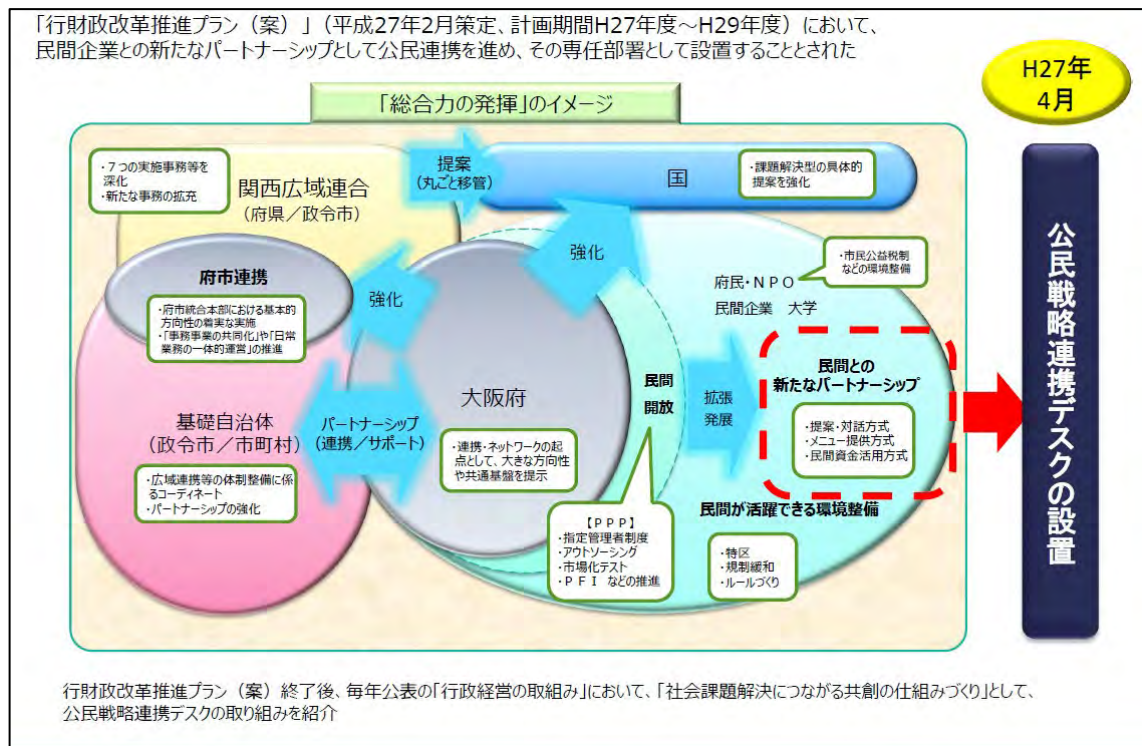 「行財政改革推進プラン（案）」（平成27年2月策定、計画期間H27年度～H29年度）において、
民間企業との新たなパートナーシップとして公民連携を進め、その専任部署として設置することとされた
H27年
4月
「総合力の発揮」のイメージ
・７つの実施事務等を
深化
・新たな事務の拡充
関西広域連合
（府県／政令市）
提案
（丸ごと移管）
国
・課題解決型の具体的
提案を強化
府市連携
・府市統合本部における基本的
方向性の着実な実施
・「事務事業の共同化」や「日常
業務の一体的運営」の推進
強化
強化
・市民公益税制
などの環境整備
府民・ＮＰＯ
民間企業　大学
基礎自治体
（政令市／市町村）
・広域連携等の体制整備に係
るコーディネート
・パートナーシップの強化
パートナーシップ
（連携／サポート）
大阪府
・連携・ネットワークの起
点として、大きな方向性
や共通基盤を提示
民間
開放
拡張
発展
民間との
新たなパートナーシップ
・提案・対話方式
・メニュー提供方式
・民間資金活用方式
民間が活躍できる環境整備
【ＰＰＰ】
・指定管理者制度
・アウトソーシング
・市場化テスト
・ＰＦＩ などの推進
・特区
・規制緩和
・ルールづくり
公民戦略連携デスクの設置
行財政改革推進プラン（案）終了後、毎年公表の「行政経営の取組み」において、「社会課題解決につながる共創の仕組みづくり」として、
公民戦略連携デスクの取り組みを紹介